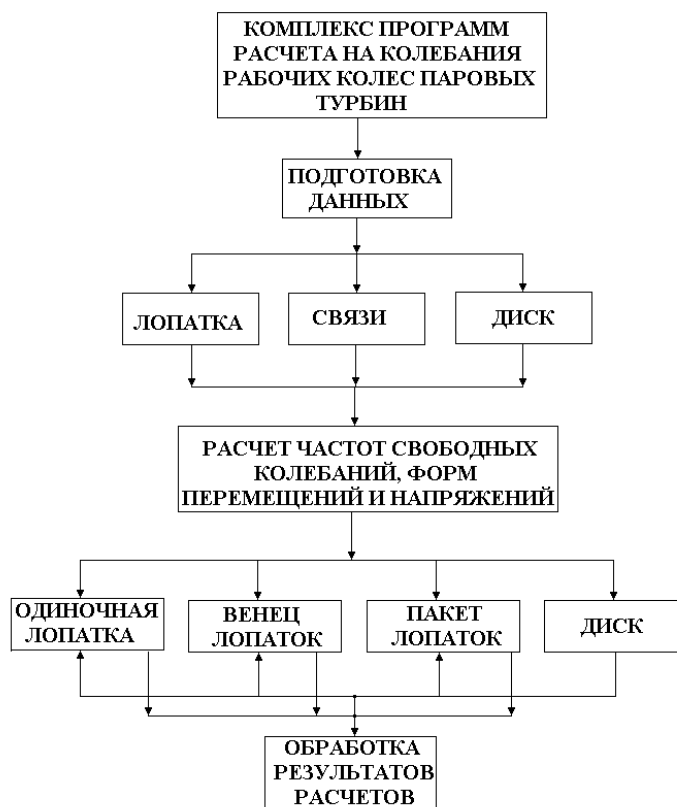 КОМПЛЕКС ПРОГРАММ
РАСЧЕТА НА КОЛЕБАНИЯ
РАБОЧИХ КОЛЕС ПАРОВЫХ
ТУРБИН
ПОДГОТОВКА
ДАННЫХ
ЛОПАТКА
СВЯЗИ
ДИСК
РАСЧЕТ ЧАСТОТ СВОБОДНЫХ
КОЛЕБАНИЙ, ФОРМ
ПЕРЕМЕЩЕНИЙ И НАПРЯЖЕНИЙ
ОДИНОЧНАЯ
ЛОПАТКА
ВЕНЕЦ
ЛОПАТОК
ПАКЕТ
ЛОПАТОК
ДИСК
ОБРАБОТКА
РЕЗУЛЬТАТОВ
РАСЧЕТОВ